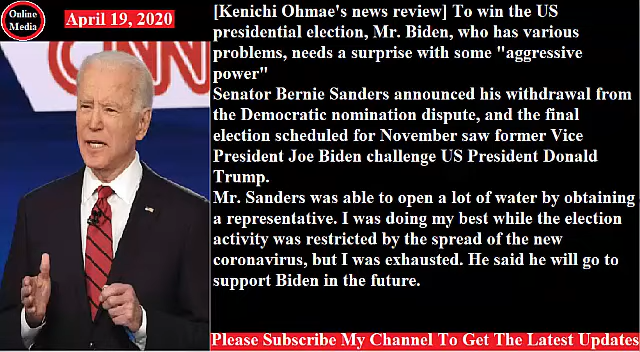 Online
Media
April 19, 2020
CNN
[Kenichi Ohmae's news review] To win the US
presidential election, Mr. Biden, who has various
problems, needs a surprise with some "aggressive
power"
Senator Bernie Sanders announced his withdrawal from
the Democratic nomination dispute, and the final
election scheduled for November saw former Vice
President Joe Biden challenge US President Donald
Trump.
Mr. Sanders was able to open a lot of water by obtaining
a representative. I was doing my best while the election
activity was restricted by the spread of the new
coronavirus, but I was exhausted. He said he will go to
support Biden in the future.
Please Subscribe My Channel To Get The Latest Updates